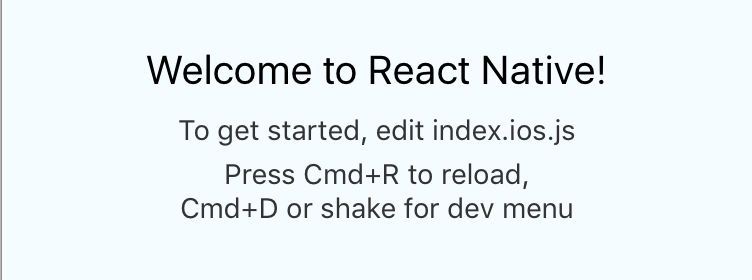 Welcome to React Native!
To get started, edit index.ios.js
Press Cmd+R to reload,
Cmd+D or shake for dev menu